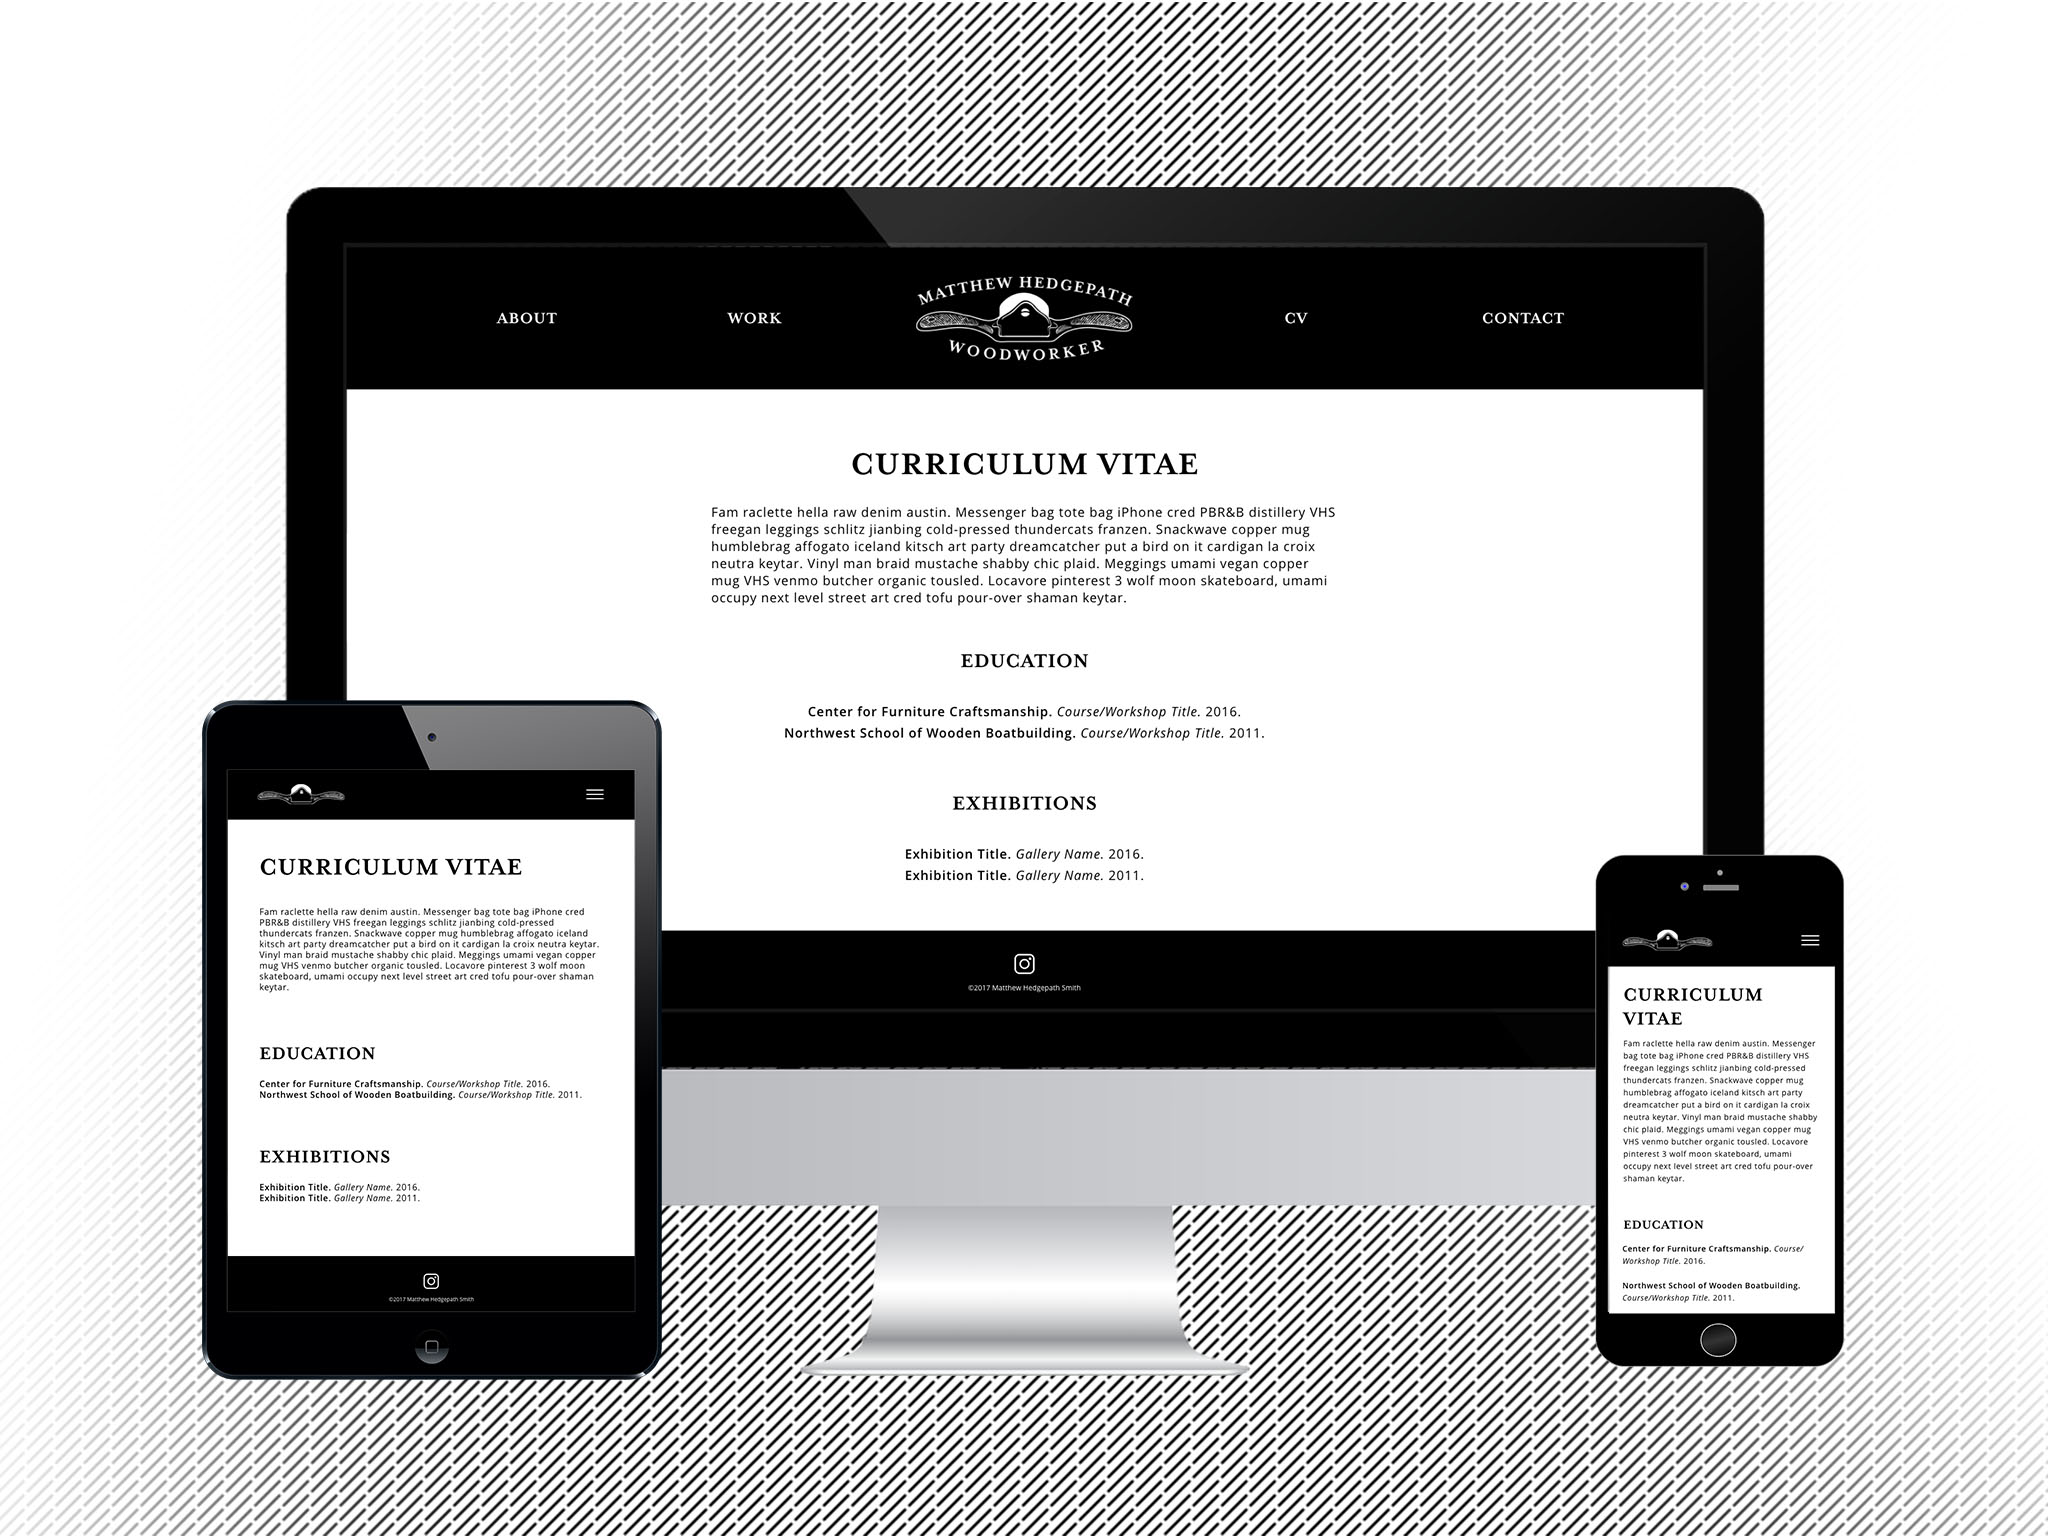 MATTHEW HEDGEPATH
WOODWORKER
ABOUT
WORK
CV
CONTACT
CURRICULUM VITAE
Fam raclette hella raw denim austin. Messenger bag tote bag iPhone cred PBR&B distillery VHS
freegan leggings schlitz jianbing cold-pressed thundercats franzen. Snackwave copper mug
humblebrag affogato iceland kitsch art party dreamcatcher put a bird on it cardigan la croix
neutra keytar. Vinyl man braid mustache shabby chic plaid. Meggings umami vegan copper
mug VHS venmo butcher organic tousled. Locavore pinterest 3 wolf moon skateboard, umami
occupy next level street art cred tofu pour-over shaman keytar.
EDUCATION
Center for Furniture Craftsmanship. Course/Workshop Title. 2016.
Northwest School of Wooden Boatbuilding. Course/Workshop Title. 2011.
EXHIBITIONS
Exhibition Title. Gallery Name. 2016.
Exhibition Title. Gallery Name. 2011.
©2017 Matthew Hedgepath Smith
CURRICULUM VITAE
Fam raclette hella raw denim austin. Messenger bag tote bag iPhone cred
PBR&B distillery VHS freegan leggings schlitz jianbing cold-pressed
thundercats franzen. Snackwave copper mug humblebrag affogato iceland
kitsch art party dreamcatcher put a bird on it cardigan la croix neutra keytar.
Vinyl man braid mustache shabby chic plaid. Meggings umami vegan copper
mug VHS venmo butcher organic tousled. Locavore pinterest 3 wolf moon
skateboard, umami occupy next level street art cred tofu pour-over shaman
keytar.
EDUCATION
Center for Furniture Craftsmanship. Course/Workshop Title. 2016.
Northwest School of Wooden Boatbuilding. Course/Workshop Title. 2011.
EXHIBITIONS
Exhibition Title. Gallery Name. 2016.
Exhibition Title. Gallery Name. 2011.
©2017 Matthew Hedgepath Smith
CURRICULUM
VITAE
Fam raclette hella raw denim austin. Messenger
bag tote bag iPhone cred PBR&B distillery VHS
freegan leggings schlitz jianbing cold-pressed
thundercats franzen. Snackwave copper mug
humblebrag affogato iceland kitsch art party
dreamcatcher put a bird on it cardigan la croix
neutra keytar. Vinyl man braid mustache shabby
chic plaid. Meggings umami vegan copper mug
VHS venmo butcher organic tousled. Locavore
pinterest 3 wolf moon skateboard, umami
occupy next level street art cred tofu pour-over
shaman keytar.
EDUCATION
Center for Furniture Craftsmanship. Course/
Workshop Title. 2016.
Northwest School of Wooden Boatbuilding.
Course/Workshop Title. 2011.